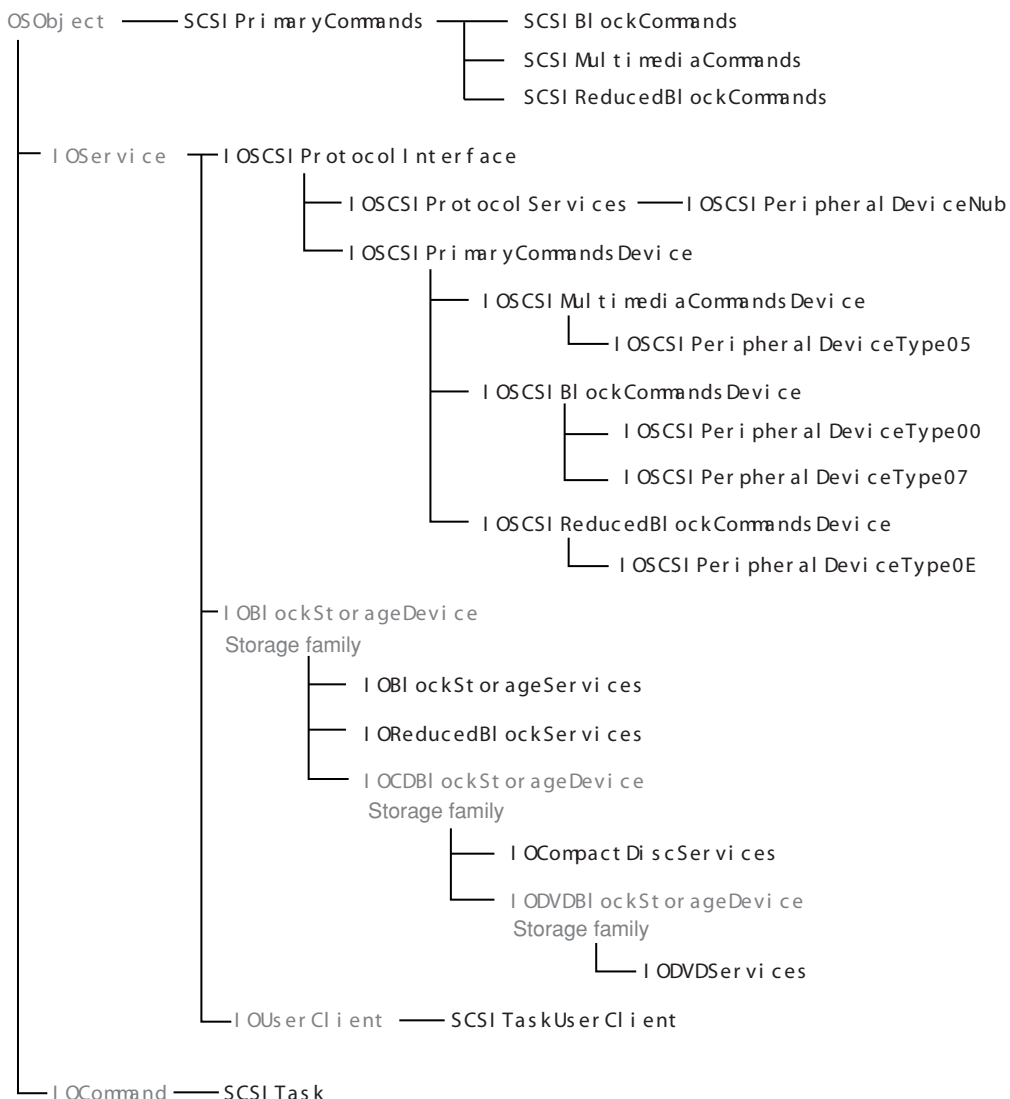 OSObject SCSIPrimaryCommands SCSIBlockCommands
SCSIMultimediaCommands
SCSIReducedBlockCommands
IOService IOSCSIProtocolInterface
IOSCSIProtocolServices IOSCSIPeripheralDeviceNub
IOSCSIPrimaryCommandsDevice
IOSCSIMultimediaCommandsDevice
IOSCSIPeripheralDeviceType05
IOSCSIBlockCommandsDevice
IOSCSIPeripheralDeviceType00
IOSCSIPerpheralDeviceType07
IOSCSIReducedBlockCommandsDevice
IOSCSIPeripheralDeviceType0E
IOBlockStorageDevice
Storage family
IOBlockStorageServices
IOReducedBlockServices
IOCDBlockStorageDevice
Storage family
IOCompactDiscServices
IODVDBlockStorageDevice
Storage family
IODVDServices
IOUserClient SCSITaskUserClient
IOCommand SCSITask